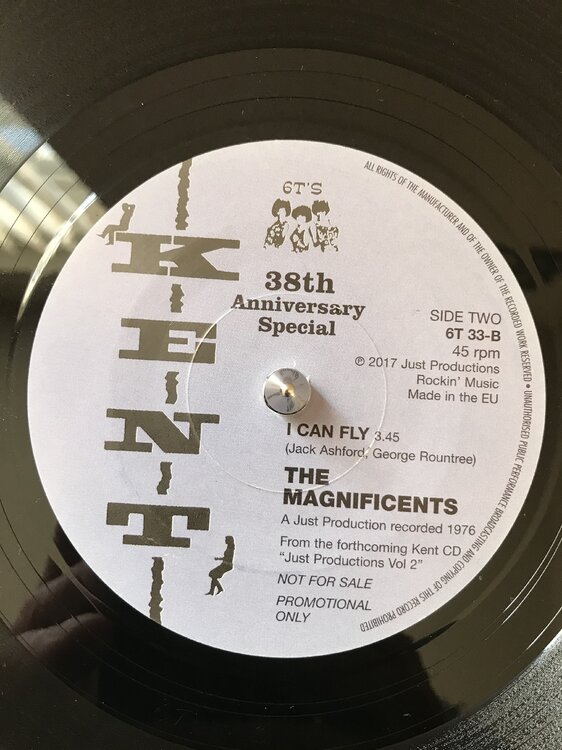 6T'S
38th
Anniversary
Special
KENT
SIDE TWO
6T 33-B
45 rpm
℗ 2017 Just Productions
Rockin' Music
Made in the EU
I CAN FLY 3.45
(Jack Ashford, George Rountree)
THE
MAGNIFICENTS
A Just Production recorded 1976
From the forthcoming Kent CD
"Just Productions Vol 2"
NOT FOR SALE
PROMOTIONAL
ONLY
ALL RIGHTS OF THE MANUFACTURER AND OF THE OWNER OF THE RECORDED WORK RESERVED • UNAUTHORISED PUBLIC PERFORMANCE BROADCASTING AND COPYING OF THIS RECORD PROHIBITED